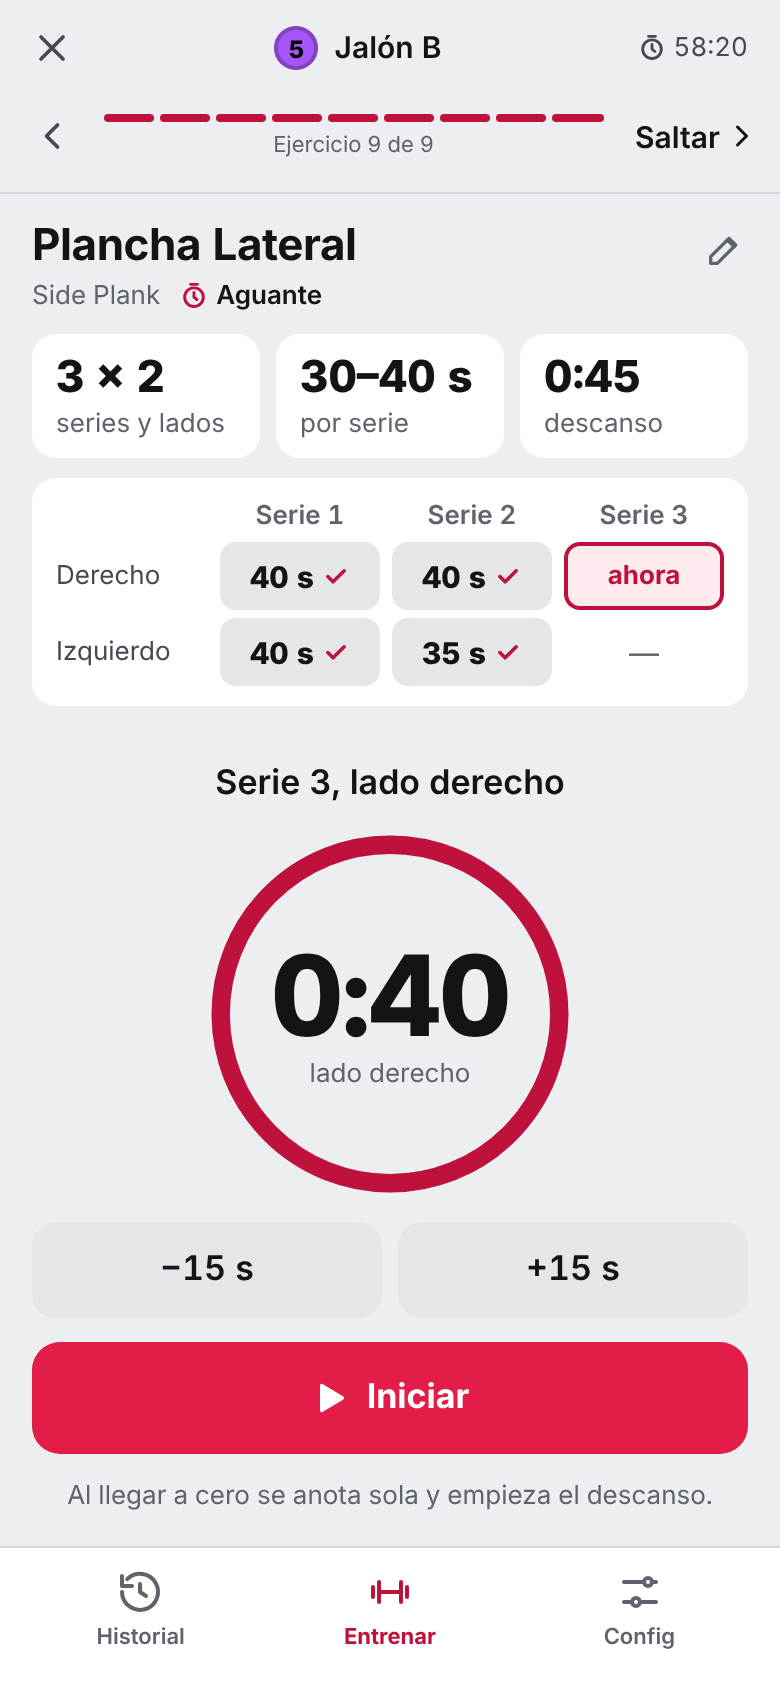 5 Jalón B 58:20
Ejercicio 9 de 9
Saltar
Plancha Lateral
Side Plank Aguante
3 × 2
series y lados
30–40 s
por serie
0:45
descanso
Serie 1 Serie 2 Serie 3
Derecho 40 s 40 s ahora
Izquierdo 40 s 35 s —
Serie 3, lado derecho
0:40
lado derecho
−15 s +15 s
Iniciar
Al llegar a cero se anota sola y empieza el descanso.
Historial Entrenar Config